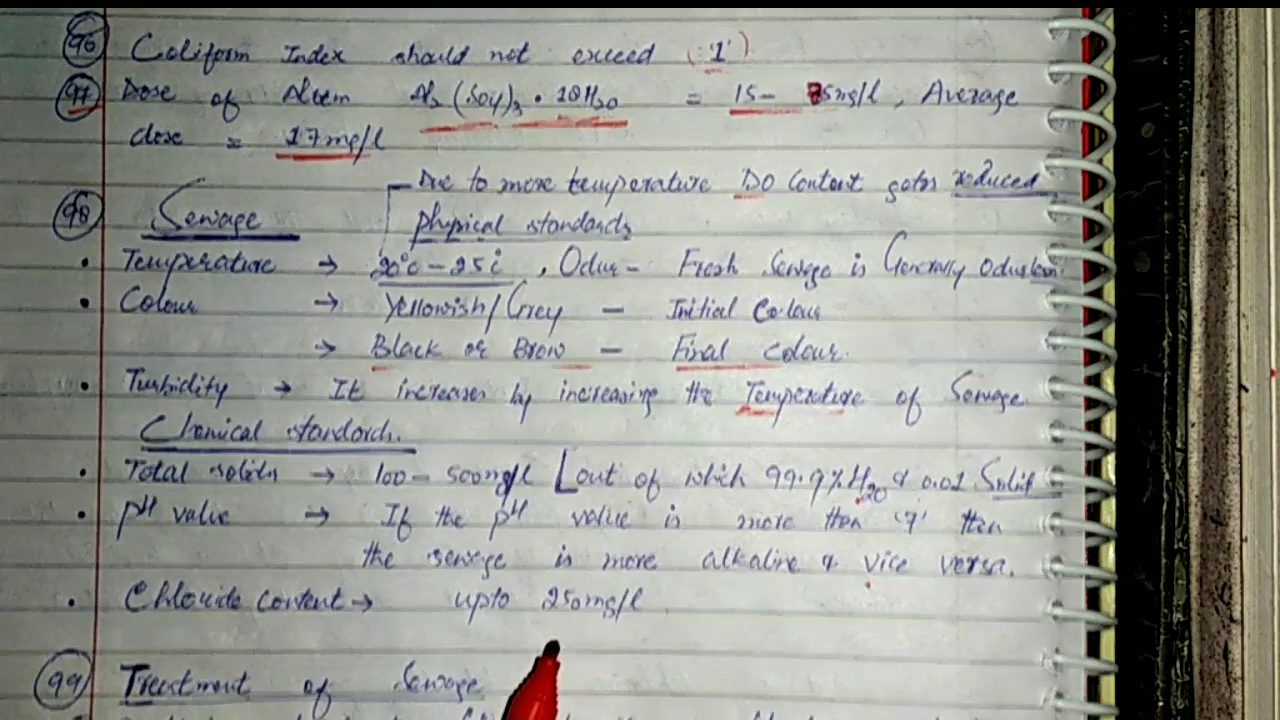 96 Coliform Index should not exceed ('1')
97 Dose of Alum Al2(SO4)3 • 18H2O = 15 - 85mg/l, Average
dose = 17mg/l
Due to more temperature DO Content gets reduced
98 Sewage physical standards
• Temperature → 20°c - 25°c, Odur - Fresh Sewage is Generally Odurless.
• Colour → Yellowish/Grey - Initial Colour
→ Black or Brow - Final colour.
• Turbidity → It increases by increasing the Temperature of Sewage.
Chemical standards.
• Total solids → 100 - 500mg/l [out of which 99.9% H2O & 0.01 Solid
• pH value → If the pH value is more than '7' then
the sewage is more alkaline & vice versa.
• Chloride content → upto 250mg/l
99 Treatment of Sewage